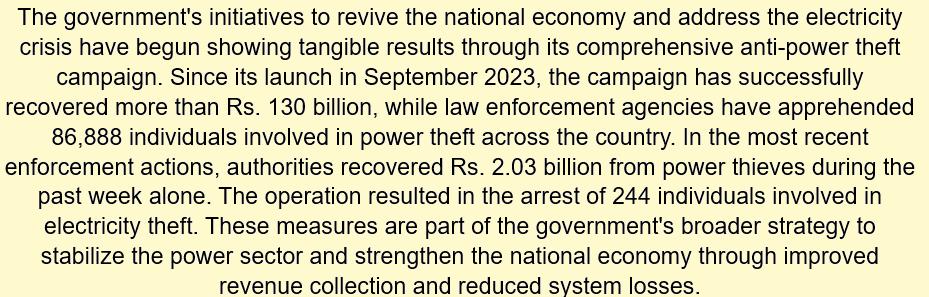 The government's initiatives to revive the national economy and address the electricity
crisis have begun showing tangible results through its comprehensive anti-power theft
campaign. Since its launch in September 2023, the campaign has successfully
recovered more than Rs. 130 billion, while law enforcement agencies have apprehended
86,888 individuals involved in power theft across the country. In the most recent
enforcement actions, authorities recovered Rs. 2.03 billion from power thieves during the
past week alone. The operation resulted in the arrest of 244 individuals involved in
electricity theft. These measures are part of the government's broader strategy to
stabilize the power sector and strengthen the national economy through improved
revenue collection and reduced system losses.